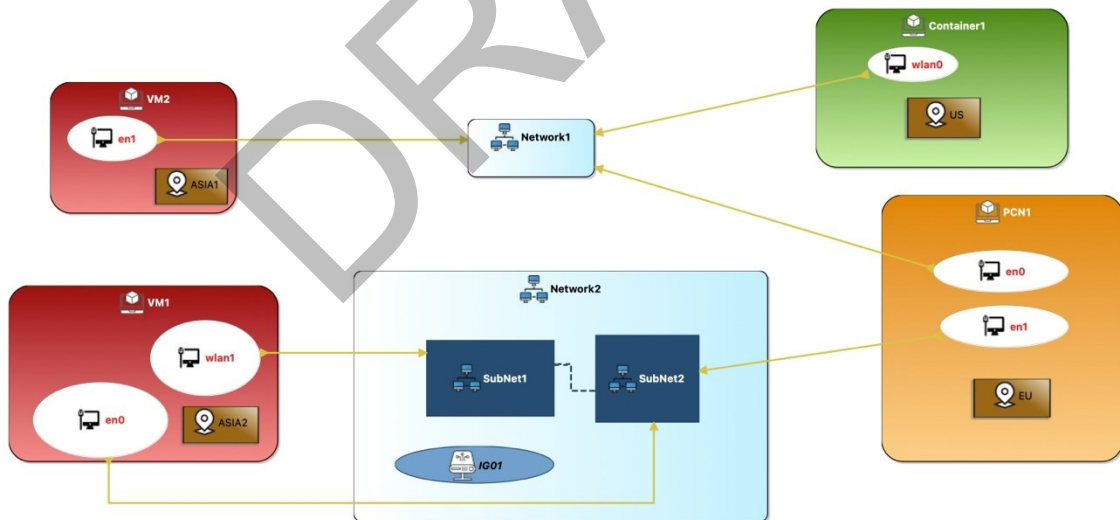 Container1
wlan0
US
VM2
en1
ASIA1
Network1
PCN1
en0
en1
EU
VM1
wlan1
en0
ASIA2
Network2
SubNet1
SubNet2
IG01
DRA